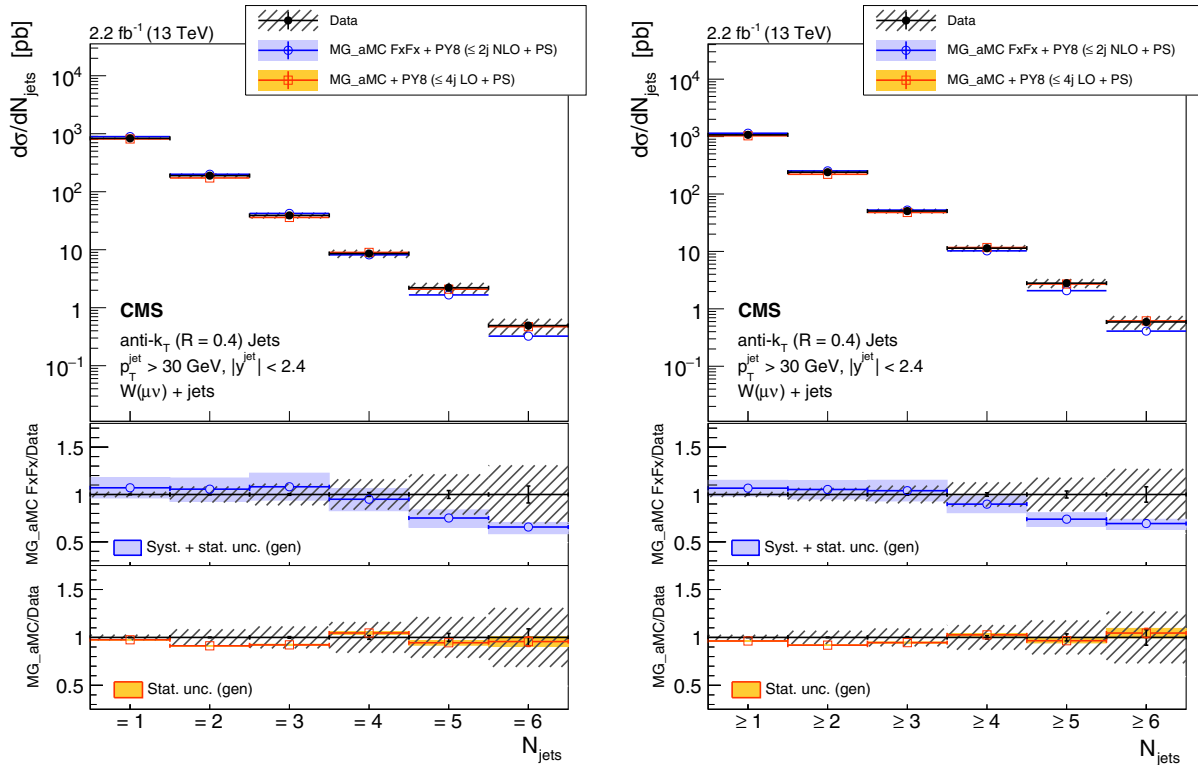 Data
MG_aMC FxFx + PY8 (≤ 2j NLO + PS)
MG_aMC + PY8 (≤ 4j LO + PS)
2.2 fb⁻¹ (13 TeV)
dσ/dN_jets [pb]
10⁴
10³
10²
10
1
10⁻¹
CMS
anti-k_T (R = 0.4) Jets
p_T^jet > 30 GeV, |y^jet| < 2.4
W(μν) + jets
MG_aMC FxFx/Data
1.5
1
0.5
Syst. + stat. unc. (gen)
MG_aMC/Data
1.5
1
0.5
Stat. unc. (gen)
= 1 = 2 = 3 = 4 = 5 = 6
N_jets
Data
MG_aMC FxFx + PY8 (≤ 2j NLO + PS)
MG_aMC + PY8 (≤ 4j LO + PS)
2.2 fb⁻¹ (13 TeV)
dσ/dN_jets [pb]
10⁴
10³
10²
10
1
10⁻¹
CMS
anti-k_T (R = 0.4) Jets
p_T^jet > 30 GeV, |y^jet| < 2.4
W(μν) + jets
MG_aMC FxFx/Data
1.5
1
0.5
Syst. + stat. unc. (gen)
MG_aMC/Data
1.5
1
0.5
Stat. unc. (gen)
≥ 1 ≥ 2 ≥ 3 ≥ 4 ≥ 5 ≥ 6
N_jets